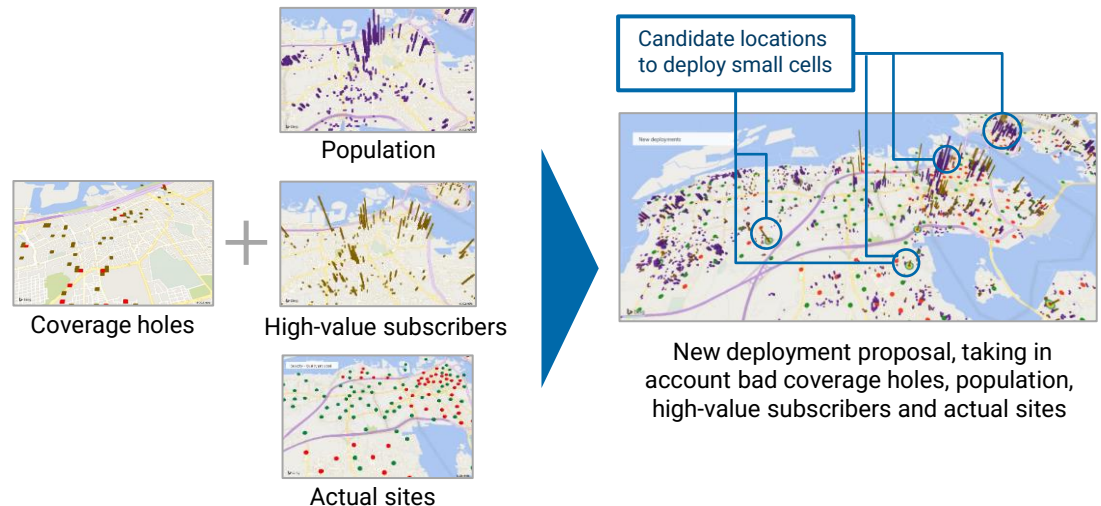 Population
Coverage holes
High-value subscribers
Actual sites
Candidate locations
to deploy small cells
New deployments
New deployment proposal, taking in
account bad coverage holes, population,
high-value subscribers and actual sites